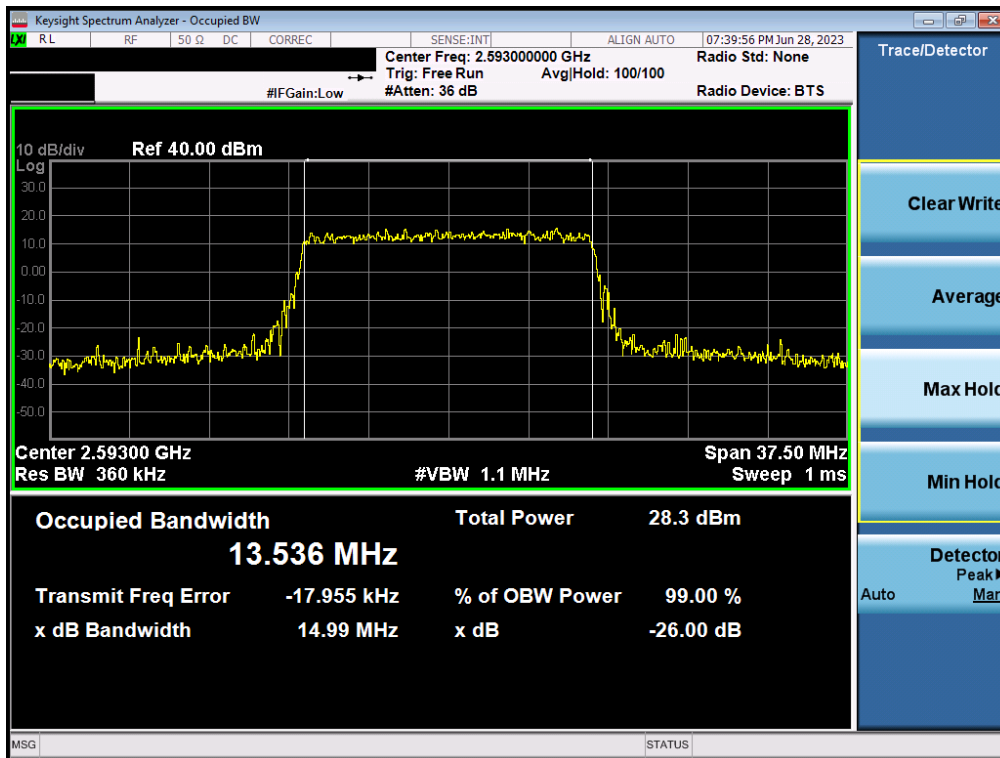 Keysight Spectrum Analyzer - Occupied BW
LXI RL RF 50 Ω DC CORREC SENSE:INT ALIGN AUTO 07:39:56 PM Jun 28, 2023
Center Freq: 2.593000000 GHz Radio Std: None
Trig: Free Run Avg|Hold: 100/100
#IFGain:Low #Atten: 36 dB Radio Device: BTS
Trace/Detector
10 dB/div Ref 40.00 dBm
Log
30.0
20.0
10.0
0.00
-10.0
-20.0
-30.0
-40.0
-50.0
Center 2.59300 GHz Span 37.50 MHz
Res BW 360 kHz #VBW 1.1 MHz Sweep 1 ms
Occupied Bandwidth Total Power 28.3 dBm
13.536 MHz
Transmit Freq Error -17.955 kHz % of OBW Power 99.00 %
x dB Bandwidth 14.99 MHz x dB -26.00 dB
Clear Write
Average
Max Hold
Min Hold
Detector
Peak
Auto Man
MSG STATUS